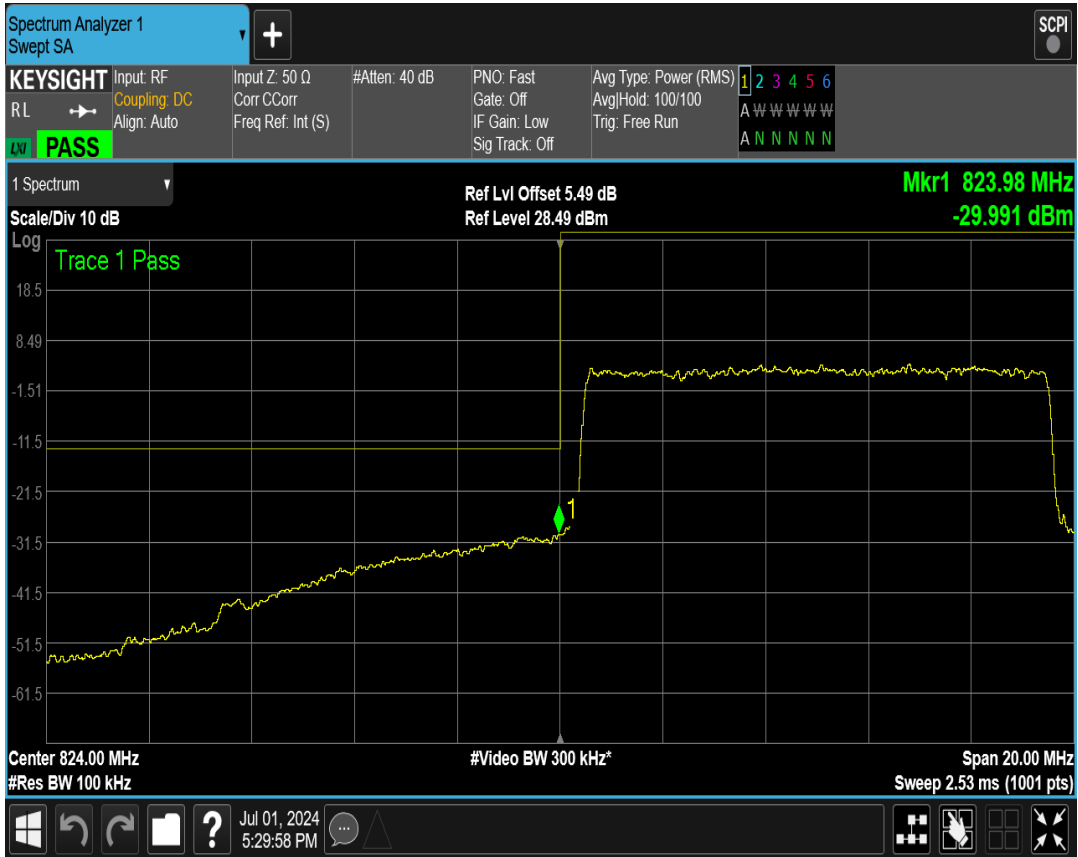 Spectrum Analyzer 1
Swept SA
+
SCPI
KEYSIGHT
R L
LXI PASS
Input: RF
Coupling: DC
Align: Auto
Input Z: 50 Ω
Corr CCorr
Freq Ref: Int (S)
#Atten: 40 dB
PNO: Fast
Gate: Off
IF Gain: Low
Sig Track: Off
Avg Type: Power (RMS)
Avg|Hold: 100/100
Trig: Free Run
1 2 3 4 5 6
A W W W W W
A N N N N N
1 Spectrum
Scale/Div 10 dB
Ref Lvl Offset 5.49 dB
Ref Level 28.49 dBm
Mkr1 823.98 MHz
-29.991 dBm
Log
Trace 1 Pass
18.5
8.49
-1.51
-11.5
-21.5
1
-31.5
-41.5
-51.5
-61.5
Center 824.00 MHz
#Res BW 100 kHz
#Video BW 300 kHz*
Span 20.00 MHz
Sweep 2.53 ms (1001 pts)
?
Jul 01, 2024
5:29:58 PM